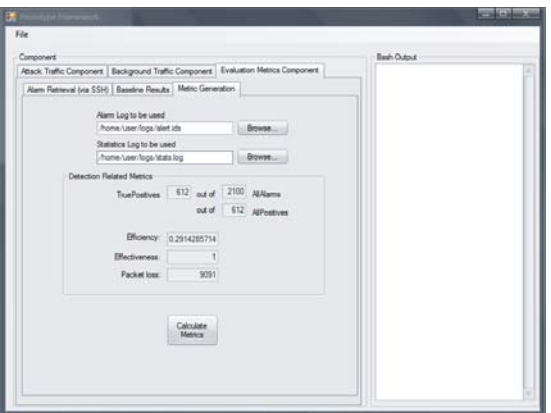 Prototype Framework
File
Component
Attack Traffic Component Background Traffic Component Evaluation Metrics Component
Alarm Retrieval (via SSH) Baseline Results Metric Generation
Alarm Log to be used
/home/user/logs/alert.ids Browse...
Statistics Log to be used
/home/user/logs/stats.log Browse...
Detection Related Metrics
TruePositives 612 out of 2100 AllAlarms
out of 612 AllPositives
Efficiency: 0.2914285714
Effectiveness: 1
Packet loss: 9091
Calculate
Metrics
Bash Output